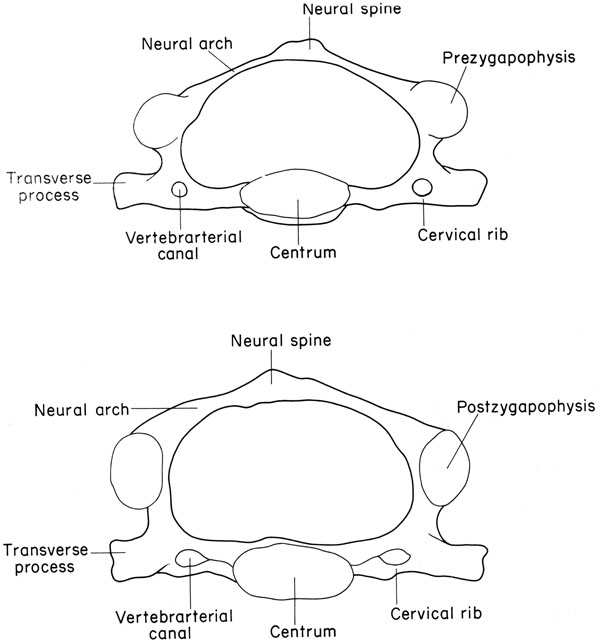 Neural spine
Neural arch
Prezygapophysis
Transverse
process
Vertebrarterial
canal
Centrum
Cervical rib
Neural spine
Neural arch
Postzygapophysis
Transverse
process
Vertebrarterial
canal
Centrum
Cervical rib